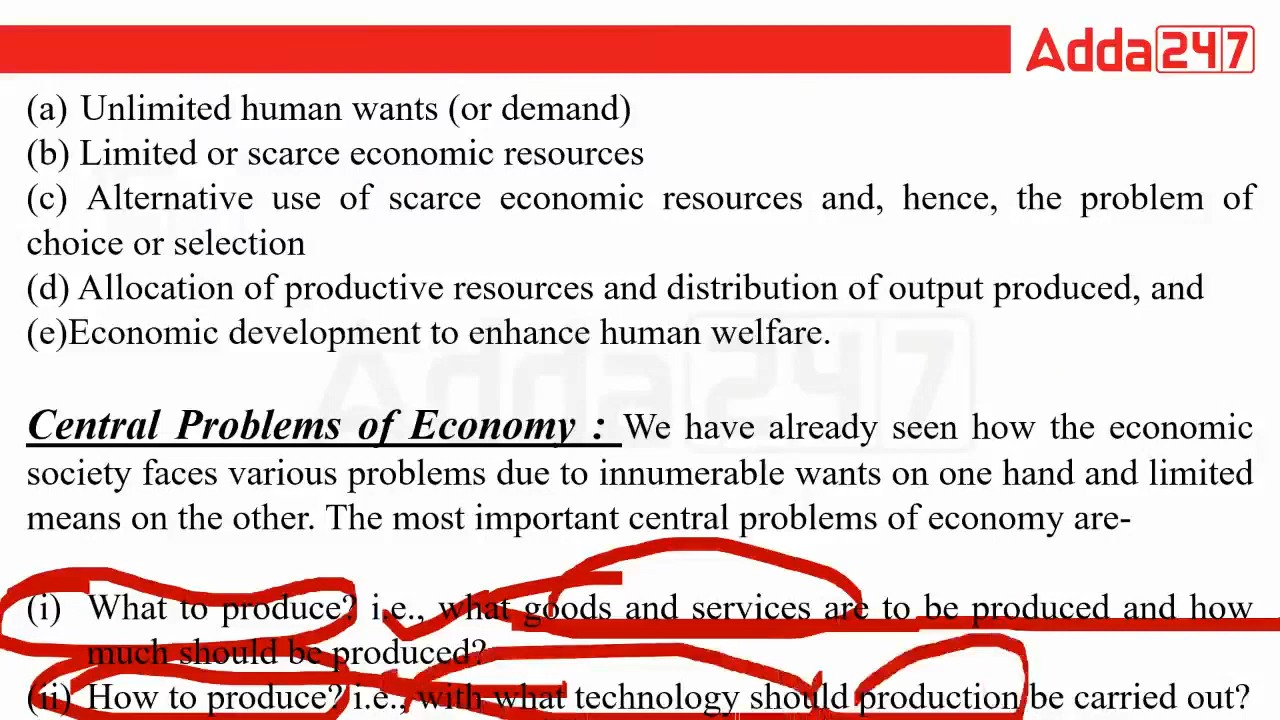 Adda247
(a) Unlimited human wants (or demand)
(b) Limited or scarce economic resources
(c) Alternative use of scarce economic resources and, hence, the problem of
choice or selection
(d) Allocation of productive resources and distribution of output produced, and
(e)Economic development to enhance human welfare.
Central Problems of Economy : We have already seen how the economic
society faces various problems due to innumerable wants on one hand and limited
means on the other. The most important central problems of economy are-
(i) What to produce? i.e., what goods and services are to be produced and how
much should be produced?
(ii) How to produce? i.e., with what technology should production be carried out?